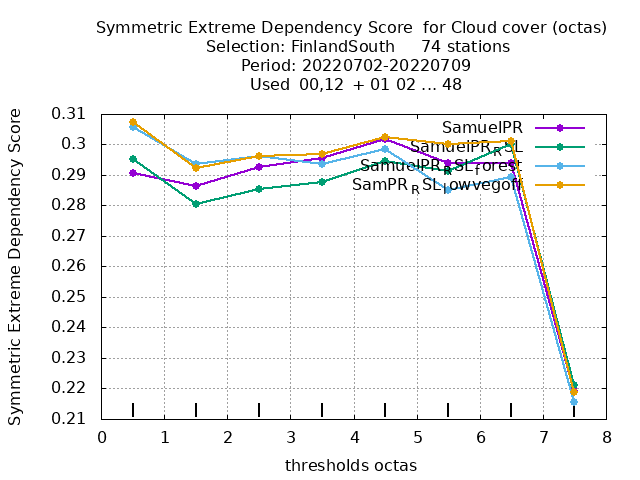 Symmetric Extreme Dependency Score  for Cloud cover (octas)
Selection: FinlandSouth     74 stations
Period: 20220702-20220709
Used  00,12  + 01 02 ... 48
Symmetric Extreme Dependency Score
0.31
0.3
0.29
0.28
0.27
0.26
0.25
0.24
0.23
0.22
0.21
SamuelPR
SamuelPR_RSL
SamuelPR_RSL_forest
SamPR_RSL_lowvegoff
0 1 2 3 4 5 6 7 8
thresholds octas